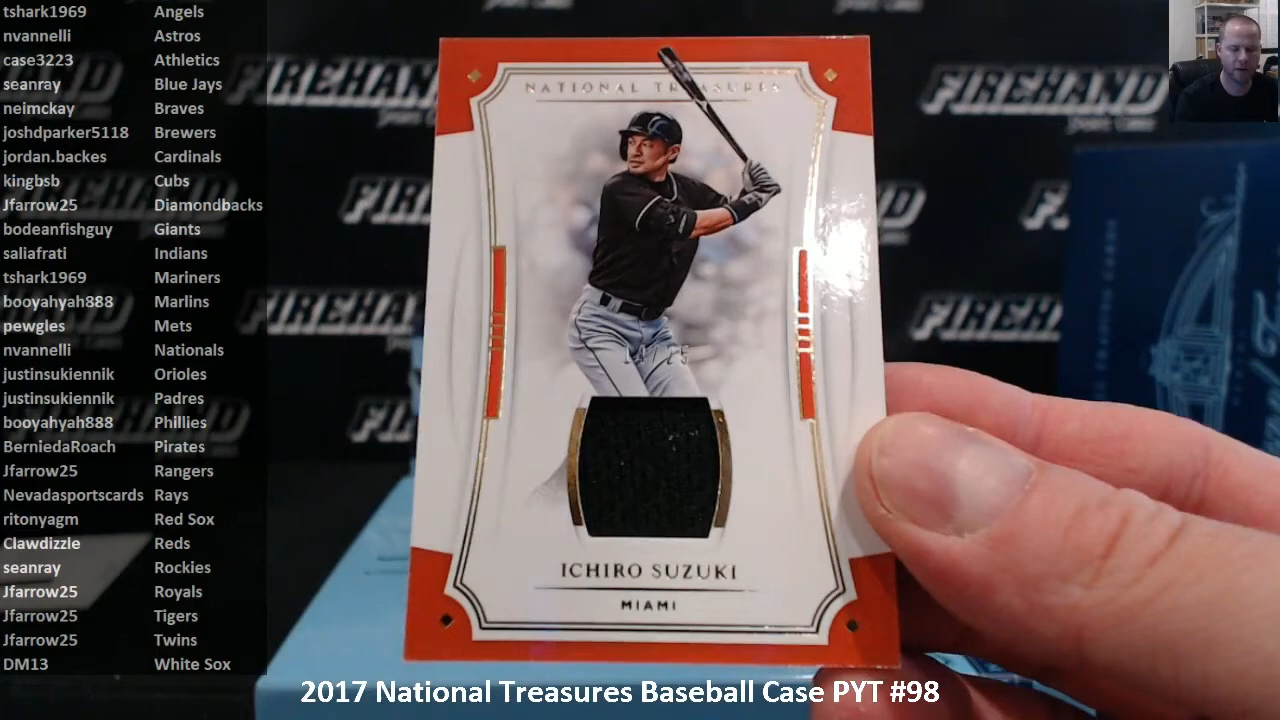 tshark1969 Angels
nvannelli Astros
case3223 Athletics
seanray Blue Jays
neimckay Braves
joshdparker5118 Brewers
jordan.backes Cardinals
kingbsb Cubs
Jfarrow25 Diamondbacks
bodeanfishguy Giants
saliafrati Indians
tshark1969 Mariners
booyahyah888 Marlins
pewgles Mets
nvannelli Nationals
justinsukiennik Orioles
justinsukiennik Padres
booyahyah888 Phillies
BerniedaRoach Pirates
Jfarrow25 Rangers
Nevadasportscards Rays
ritonyagm Red Sox
Clawdizzle Reds
seanray Rockies
Jfarrow25 Royals
Jfarrow25 Tigers
Jfarrow25 Twins
DM13 White Sox
FIREHAND
FIREHAND
FIREHAND
FIREHAND
NATIONAL TREASURES
ICHIRO SUZUKI
MIAMI
2017 National Treasures Baseball Case PYT #98